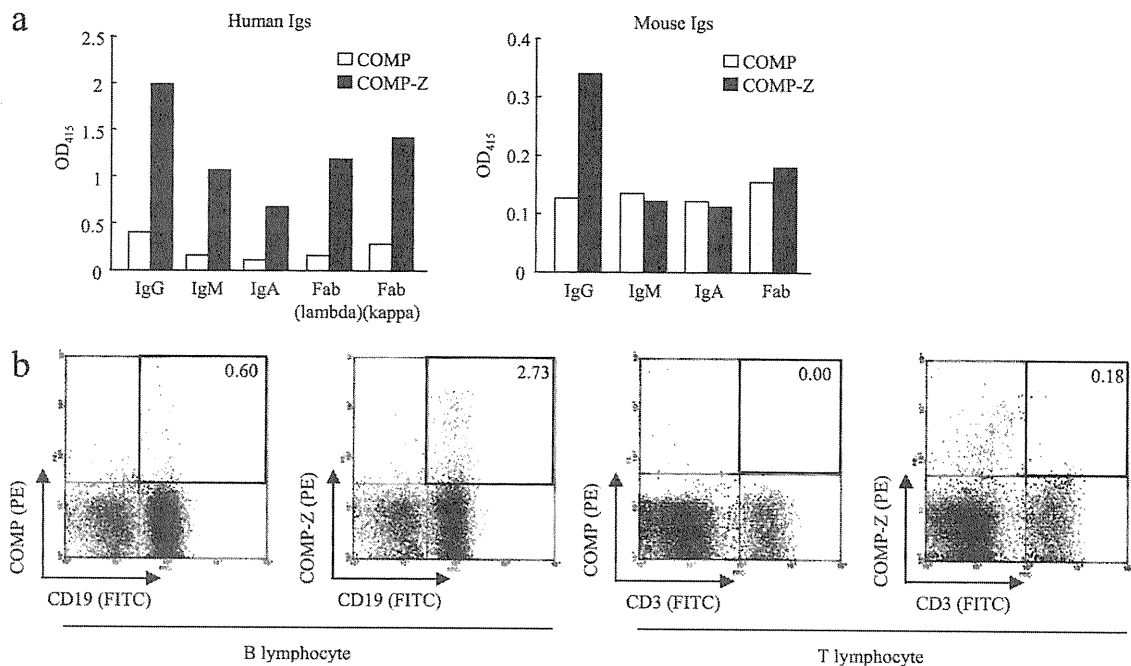 a
Human Igs
2.5
2
1.5
1
0.5
0
OD415
COMP
COMP-Z
IgG IgM IgA Fab Fab
(lambda)(kappa)
Mouse Igs
0.4
0.3
0.2
0.1
0
OD415
COMP
COMP-Z
IgG IgM IgA Fab
b
0.60
COMP (PE)
CD19 (FITC)
2.73
COMP-Z (PE)
CD19 (FITC)
0.00
COMP (PE)
CD3 (FITC)
0.18
COMP-Z (PE)
CD3 (FITC)
B lymphocyte
T lymphocyte